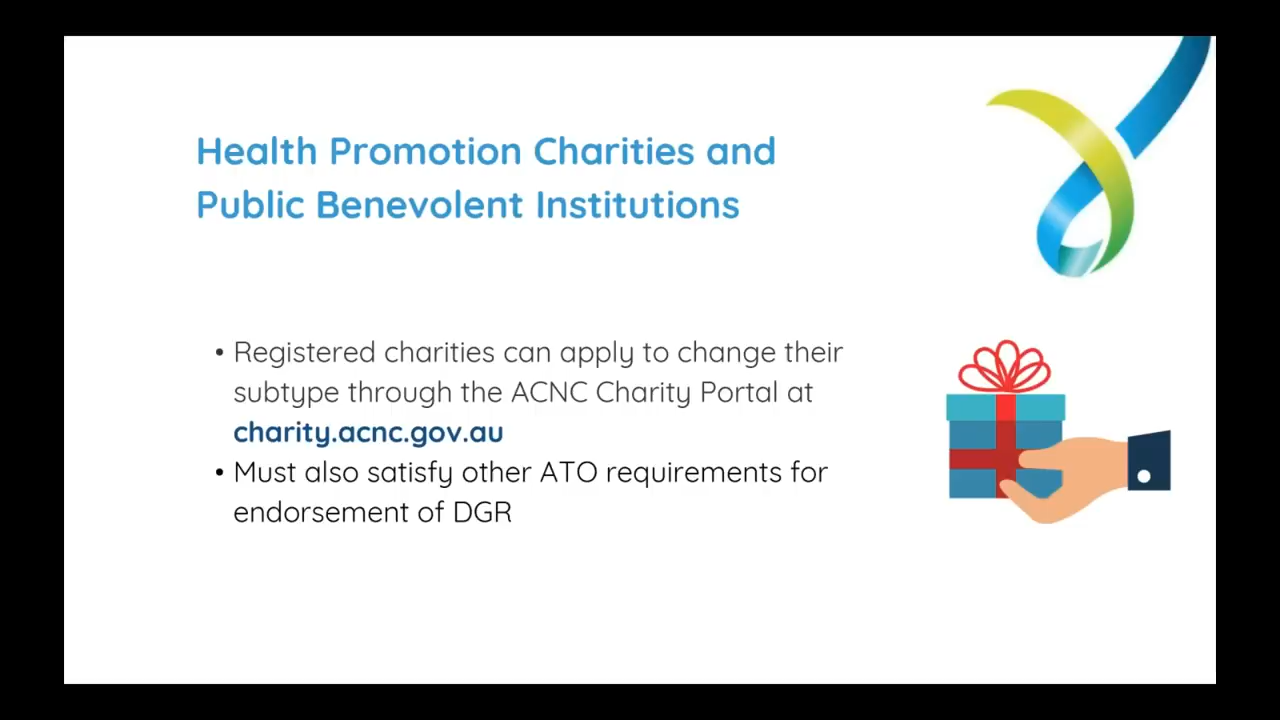 Health Promotion Charities and
Public Benevolent Institutions
• Registered charities can apply to change their
subtype through the ACNC Charity Portal at
charity.acnc.gov.au
• Must also satisfy other ATO requirements for
endorsement of DGR